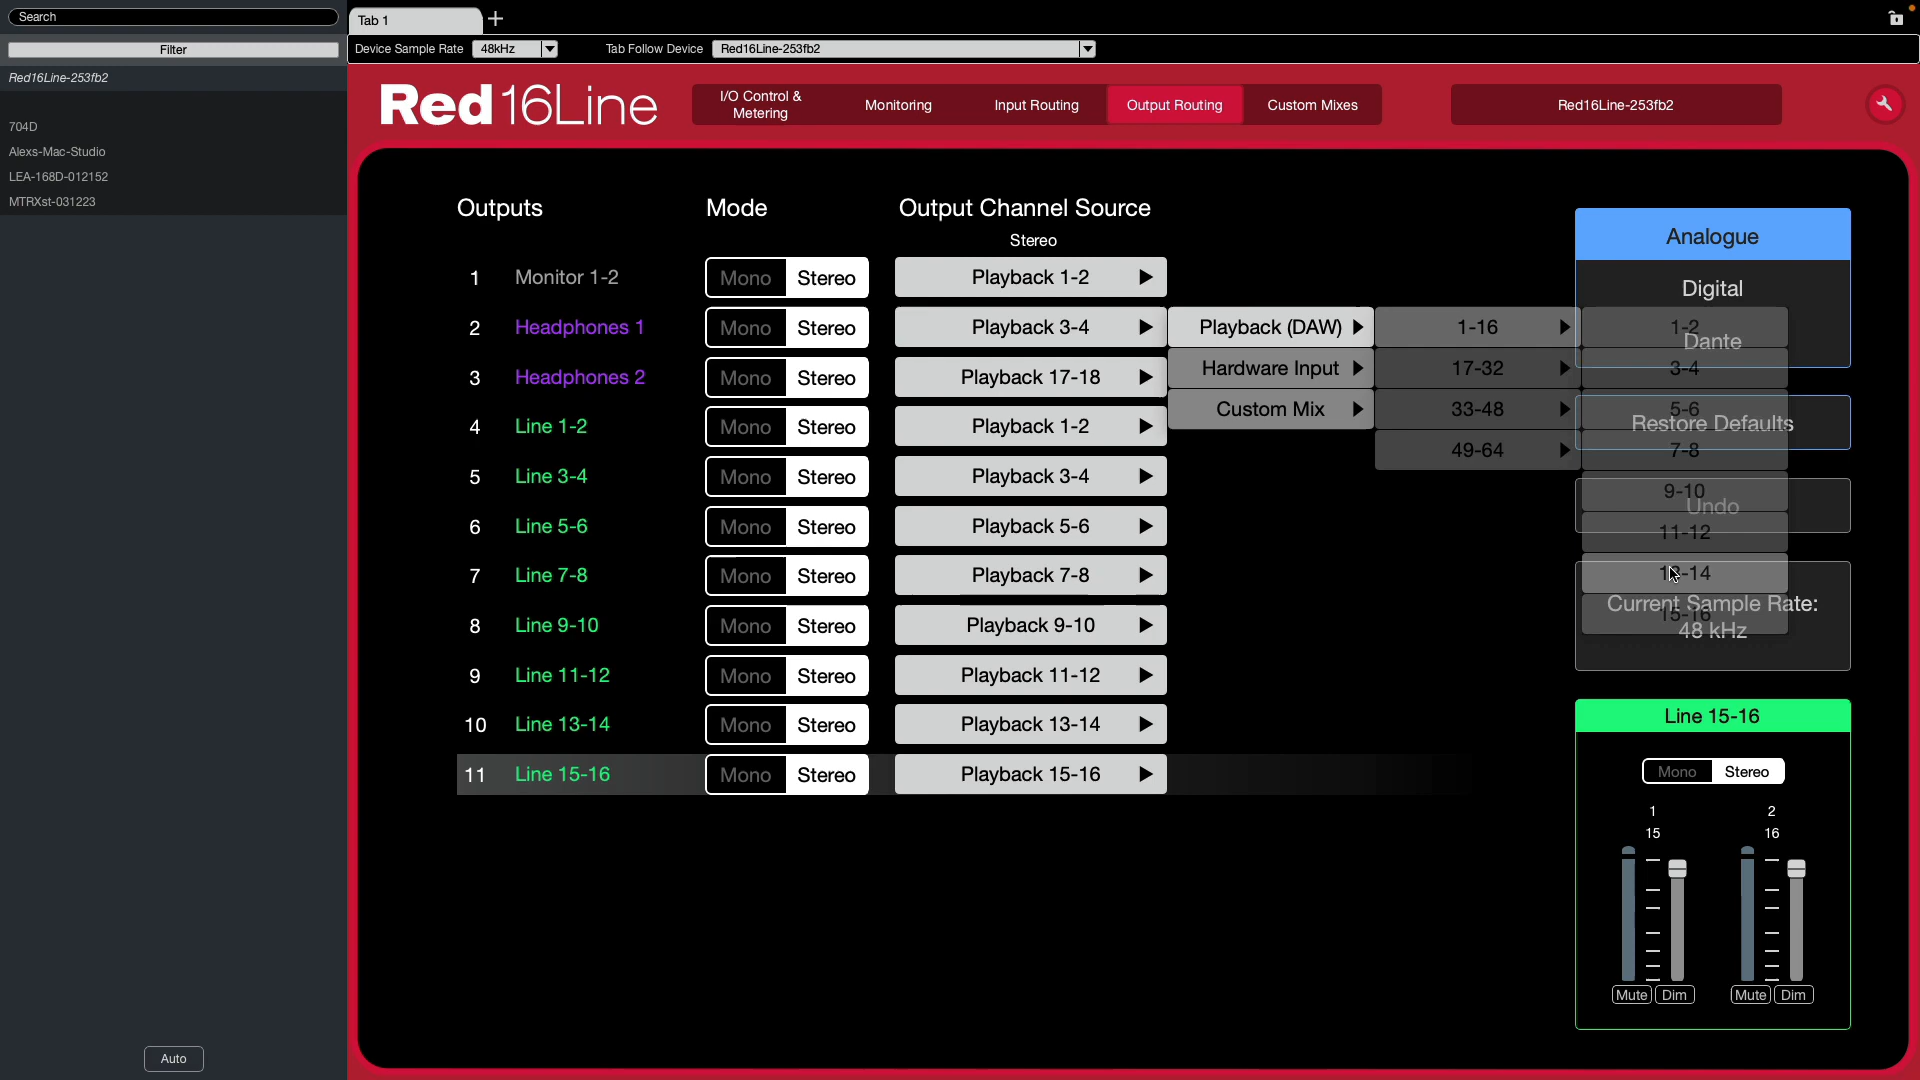 Search
Filter
Red16Line-253fb2
704D
Alexs-Mac-Studio
LEA-168D-012152
MTRXst-031223
Auto
Tab 1 +
Device Sample Rate 48kHz Tab Follow Device Red16Line-253fb2
Red 16Line
I/O Control &
Metering
Monitoring
Input Routing
Output Routing
Custom Mixes
Red16Line-253fb2
Outputs Mode Output Channel Source
Stereo
1 Monitor 1-2 Mono Stereo Playback 1-2
2 Headphones 1 Mono Stereo Playback 3-4
3 Headphones 2 Mono Stereo Playback 17-18
4 Line 1-2 Mono Stereo Playback 1-2
5 Line 3-4 Mono Stereo Playback 3-4
6 Line 5-6 Mono Stereo Playback 5-6
7 Line 7-8 Mono Stereo Playback 7-8
8 Line 9-10 Mono Stereo Playback 9-10
9 Line 11-12 Mono Stereo Playback 11-12
10 Line 13-14 Mono Stereo Playback 13-14
11 Line 15-16 Mono Stereo Playback 15-16
Playback (DAW)
Hardware Input
Custom Mix
1-16
17-32
33-48
49-64
1-2
3-4
5-6
7-8
9-10
11-12
13-14
15-16
Analogue
Digital
Dante
Restore Defaults
Undo
Current Sample Rate:
48 kHz
Line 15-16
Mono Stereo
1 2
15 16
Mute Dim Mute Dim